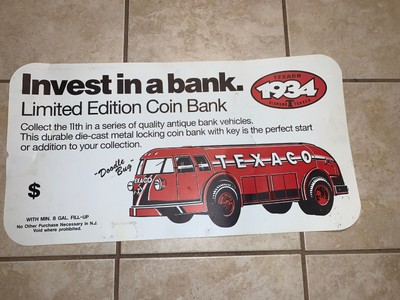 Invest in a bank.
Limited Edition Coin Bank
TEXACO
1934
Collect the 11th in a series of quality antique bank vehicles.
This durable die-cast metal locking coin bank with key is the perfect start
or addition to your collection.
"Doodle
Bug"
TEXACO
TEXACO
$
WITH MIN. 8 GAL. FILL-UP
No Other Purchase Necessary in N.J.
Void where prohibited.